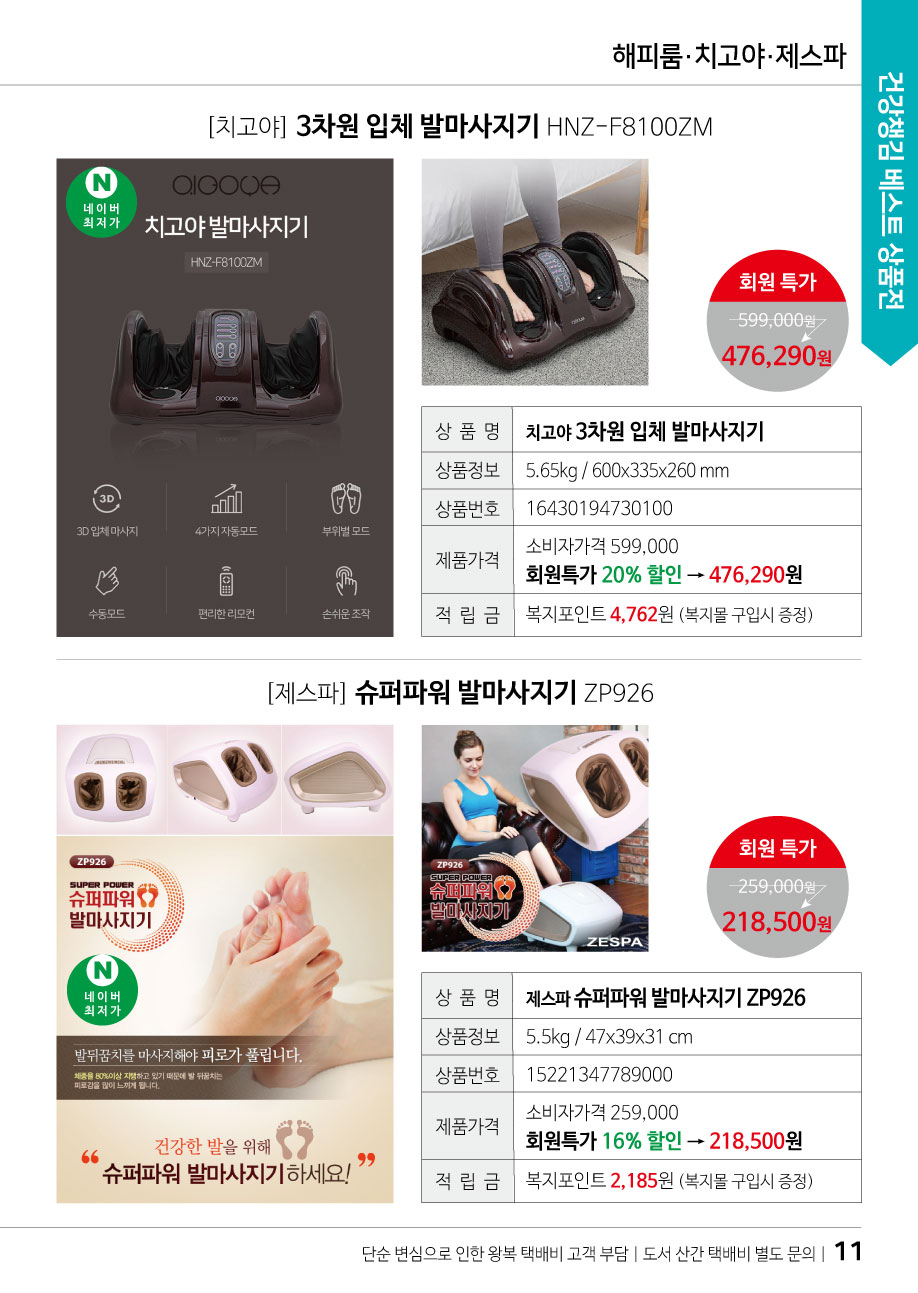 해피룸·치고야·제스파
건강챙김 베스트 상품전
[치고야] 3차원 입체 발마사지기 HNZ-F8100ZM
N
네이버
최저가
QIGOYA
치고야 발마사지기
HNZ-F8100ZM
QIGOYA
3D
3D 입체 마사지
4가지 자동모드
부위별 모드
수동모드
편리한 리모컨
손쉬운 조작
QIGOYA
회원 특가
599,000원
476,290원
상 품 명 치고야 3차원 입체 발마사지기
상품정보 5.65kg / 600x335x260 mm
상품번호 16430194730100
제품가격 소비자가격 599,000
회원특가 20% 할인 → 476,290원
적 립 금 복지포인트 4,762원 (복지몰 구입시 증정)
[제스파] 슈퍼파워 발마사지기 ZP926
ZP926
SUPER POWER
슈퍼파워
발마사지기
N
네이버
최저가
발뒤꿈치를 마사지해야 피로가 풀립니다.
체중을 80%이상 지탱하고 있기 때문에 발 뒤꿈치는
피로감을 많이 느끼게 됩니다.
건강한 발을 위해
“ 슈퍼파워 발마사지기 하세요! ”
ZP926
SUPER POWER
슈퍼파워
발마사지기
ZESPA
회원 특가
259,000원
218,500원
상 품 명 제스파 슈퍼파워 발마사지기 ZP926
상품정보 5.5kg / 47x39x31 cm
상품번호 15221347789000
제품가격 소비자가격 259,000
회원특가 16% 할인 → 218,500원
적 립 금 복지포인트 2,185원 (복지몰 구입시 증정)
단순 변심으로 인한 왕복 택배비 고객 부담 | 도서 산간 택배비 별도 문의 | 11